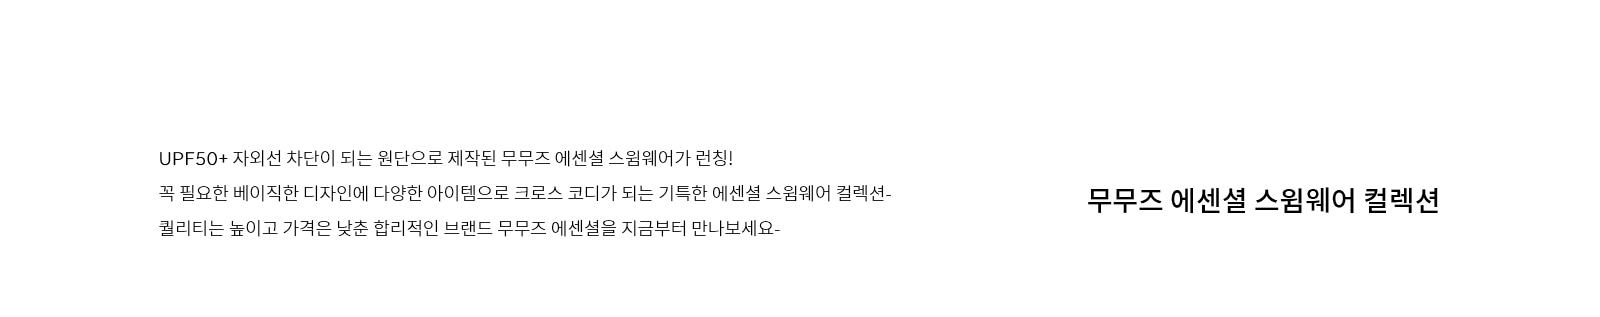 UPF50+ 자외선 차단이 되는 원단으로 제작된 무무즈 에센셜 스윔웨어가 런칭!
꼭 필요한 베이직한 디자인에 다양한 아이템으로 크로스 코디가 되는 기특한 에센셜 스윔웨어 컬렉션-
퀄리티는 높이고 가격은 낮춘 합리적인 브랜드 무무즈 에센셜을 지금부터 만나보세요-
무무즈 에센셜 스윔웨어 컬렉션